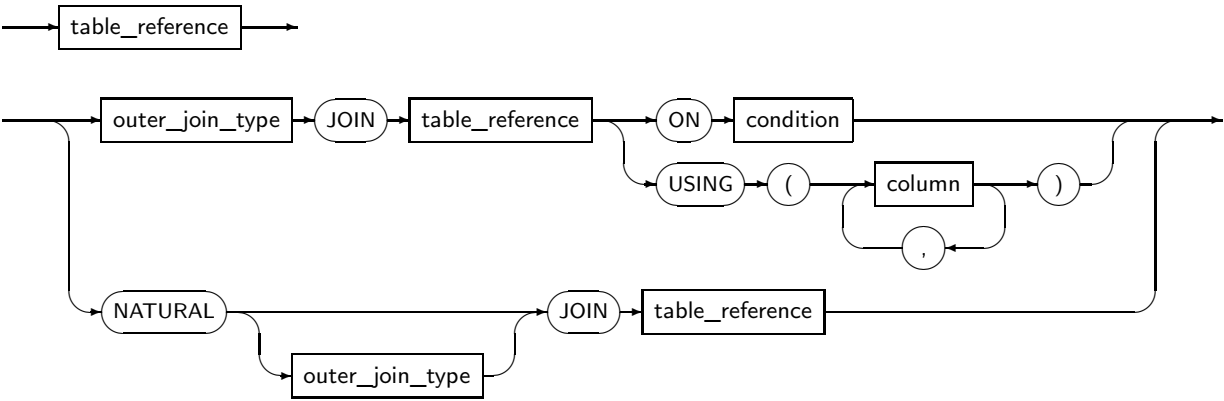 table_reference
outer_join_type JOIN table_reference ON condition
USING ( column )
,
NATURAL JOIN table_reference
outer_join_type